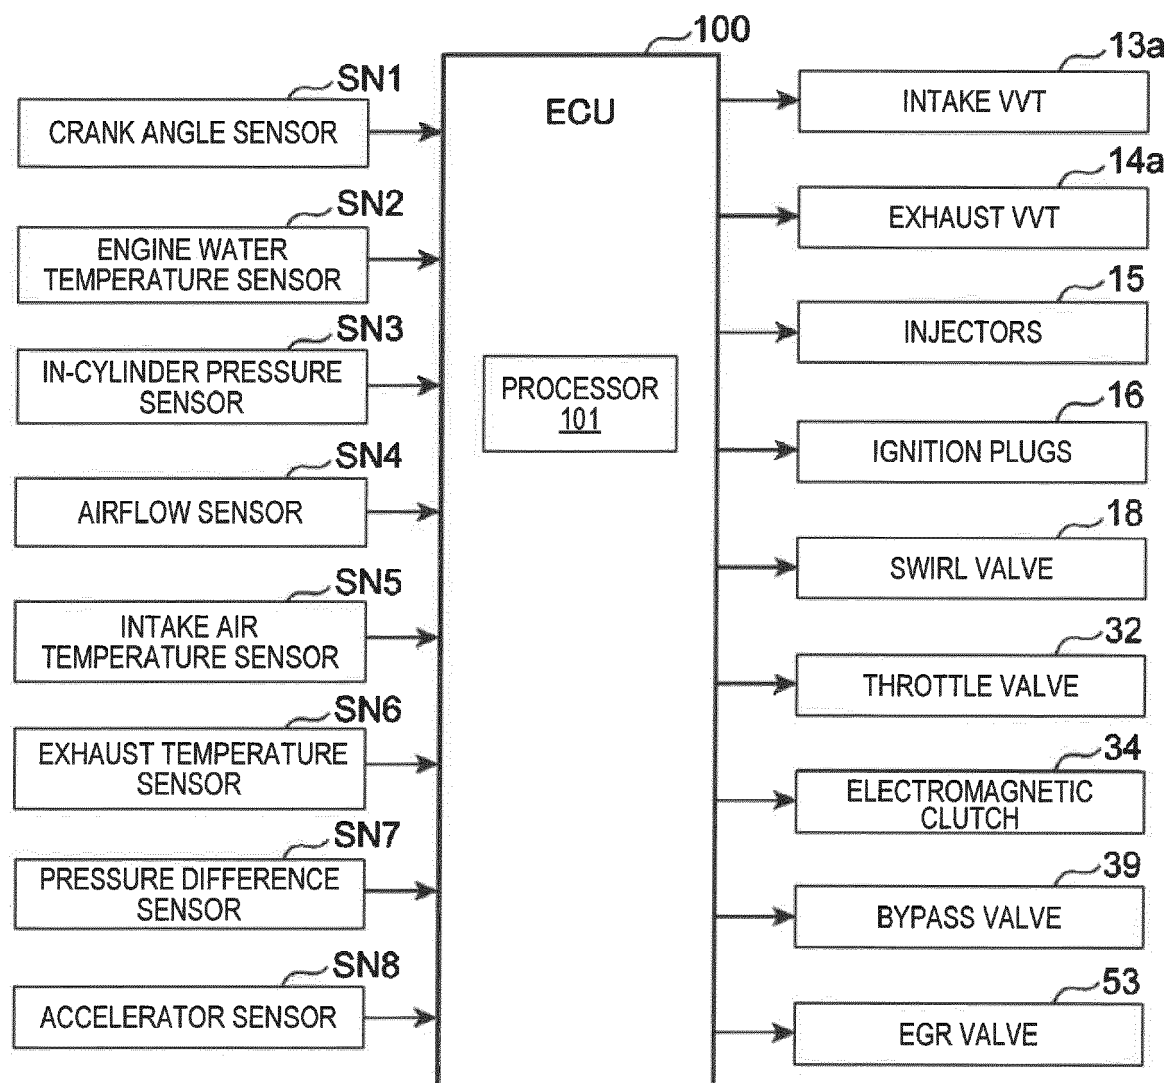 100
ECU
PROCESSOR
101
SN1
CRANK ANGLE SENSOR
SN2
ENGINE WATER
TEMPERATURE SENSOR
SN3
IN-CYLINDER PRESSURE
SENSOR
SN4
AIRFLOW SENSOR
SN5
INTAKE AIR
TEMPERATURE SENSOR
SN6
EXHAUST TEMPERATURE
SENSOR
SN7
PRESSURE DIFFERENCE
SENSOR
SN8
ACCELERATOR SENSOR
13a
INTAKE VVT
14a
EXHAUST VVT
15
INJECTORS
16
IGNITION PLUGS
18
SWIRL VALVE
32
THROTTLE VALVE
34
ELECTROMAGNETIC
CLUTCH
39
BYPASS VALVE
53
EGR VALVE